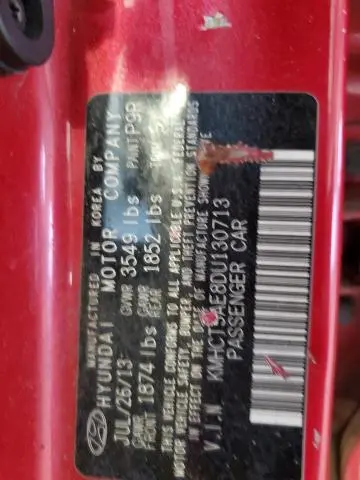 MANUFACTURED IN KOREA BY
HYUNDAI MOTOR COMPANY
JUL/26/13 GVWR 3549 lbs PAINT P9R
GAWR FRONT 1874 lbs GAWR REAR 1852 lbs
THIS VEHICLE CONFORMS TO ALL APPLICABLE U.S. FEDERAL
MOTOR VEHICLE SAFETY, BUMPER, AND THEFT PREVENTION STANDARDS
IN EFFECT ON THE DATE OF MANUFACTURE SHOWN
V.I.N KMHCT5AE8DU130713
PASSENGER CAR